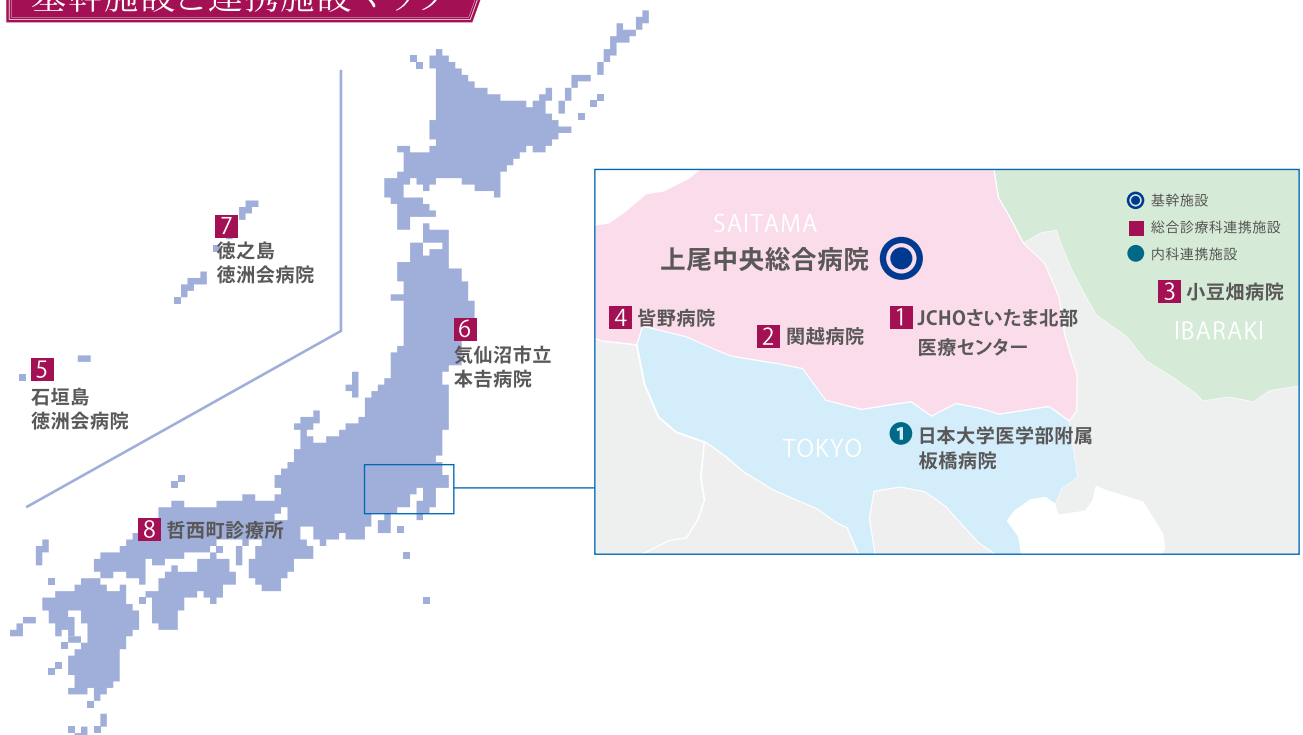 基幹施設と連携施設マップ
7
徳之島
徳洲会病院
5
石垣島
徳洲会病院
6
気仙沼市立
本吉病院
8 哲西町診療所
SAITAMA
上尾中央総合病院
4 皆野病院
2 関越病院
1 JCHOさいたま北部
医療センター
TOKYO
1 日本大学医学部附属
板橋病院
基幹施設
総合診療科連携施設
内科連携施設
3 小豆畑病院
IBARAKI